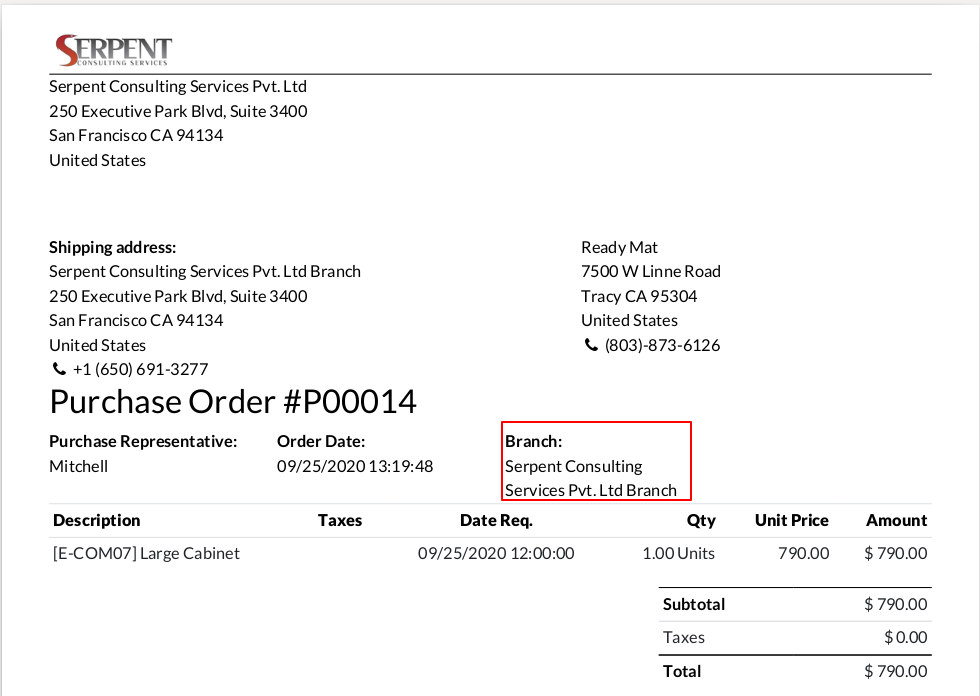 SERPENT
CONSULTING SERVICES
Serpent Consulting Services Pvt. Ltd
250 Executive Park Blvd, Suite 3400
San Francisco CA 94134
United States
Shipping address:
Serpent Consulting Services Pvt. Ltd Branch
250 Executive Park Blvd, Suite 3400
San Francisco CA 94134
United States
+1 (650) 691-3277
Ready Mat
7500 W Linne Road
Tracy CA 95304
United States
(803)-873-6126
Purchase Order #P00014
Purchase Representative:
Mitchell
Order Date:
09/25/2020 13:19:48
Branch:
Serpent Consulting
Services Pvt. Ltd Branch
Description Taxes Date Req. Qty Unit Price Amount
[E-COM07] Large Cabinet 09/25/2020 12:00:00 1.00 Units 790.00 $ 790.00
Subtotal $ 790.00
Taxes $ 0.00
Total $ 790.00